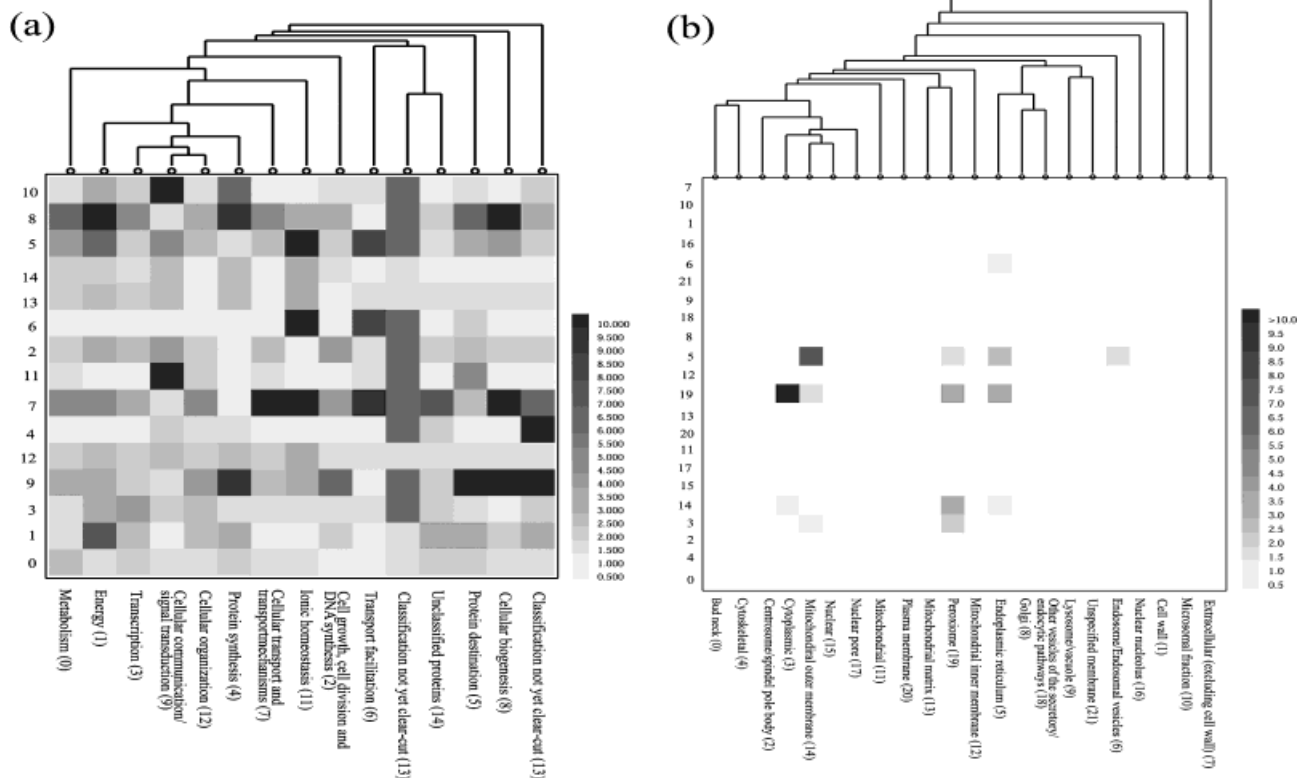 (a)
(b)
10
8
5
14
13
6
2
11
7
4
12
9
3
1
0
10.000
9.500
9.000
8.500
8.000
7.500
7.000
6.500
6.000
5.500
5.000
4.500
4.000
3.500
3.000
2.500
2.000
1.500
1.000
0.500
Metabolism (0)
Energy (1)
Transcription (3)
Cellular communication/
signal trasduction (9)
Cellular organization (12)
Protein synthesis (4)
Cellular transport and
transportmechanisms (7)
Ionic homeostasis (11)
Cell growth, cell division and
DNA synthesis (2)
Transport facilitation (6)
Classification not yet clear-cut (13)
Unclassified proteins (14)
Protein destination (5)
Cellular biogenesis (8)
Classification not yet clear-cut (13)
7
10
1
16
6
21
9
18
8
5
12
19
13
20
11
17
15
14
3
2
4
0
>10.0
9.5
9.0
8.5
8.0
7.5
7.0
6.5
6.0
5.5
5.0
4.5
4.0
3.5
3.0
2.5
2.0
1.5
1.0
0.5
Bud neck (0)
Cytoskeletal (4)
Centrosome/spindel pole body (2)
Cytoplasmic (3)
Mitochondrial outer membrane (14)
Nuclear (15)
Nuclear pore (17)
Mitochondrial (11)
Plasma membrane (20)
Mitochondrial matrix (13)
Peroxiome (19)
Mitochondrial inner membrane (12)
Endoplasmic reticulum (5)
Golgi (8)
Other vesicles of the secretory/
endocytic pathways (18)
Lysosome/vacuole (9)
Unspecified membrane (21)
Endosome/Endosomal vesicles (6)
Nuclear nucleolus (16)
Cell wall (1)
Microsomal fraction (10)
Extracellular (excluding cell wall) (7)